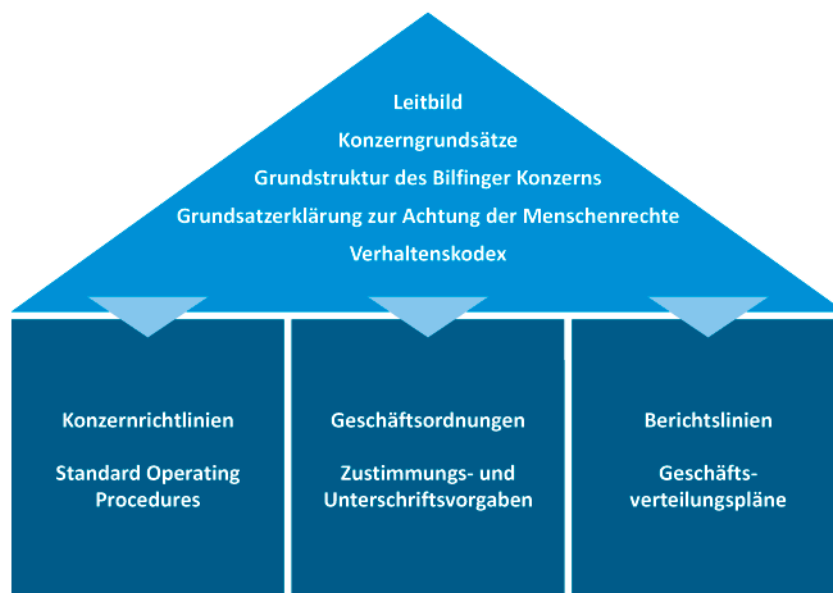 Leitbild
Konzerngrundsätze
Grundstruktur des Bilfinger Konzerns
Grundsatzerklärung zur Achtung der Menschenrechte
Verhaltenskodex
Konzernrichtlinien
Standard Operating
Procedures
Geschäftsordnungen
Zustimmungs- und
Unterschriftsvorgaben
Berichtslinien
Geschäfts-
verteilungspläne